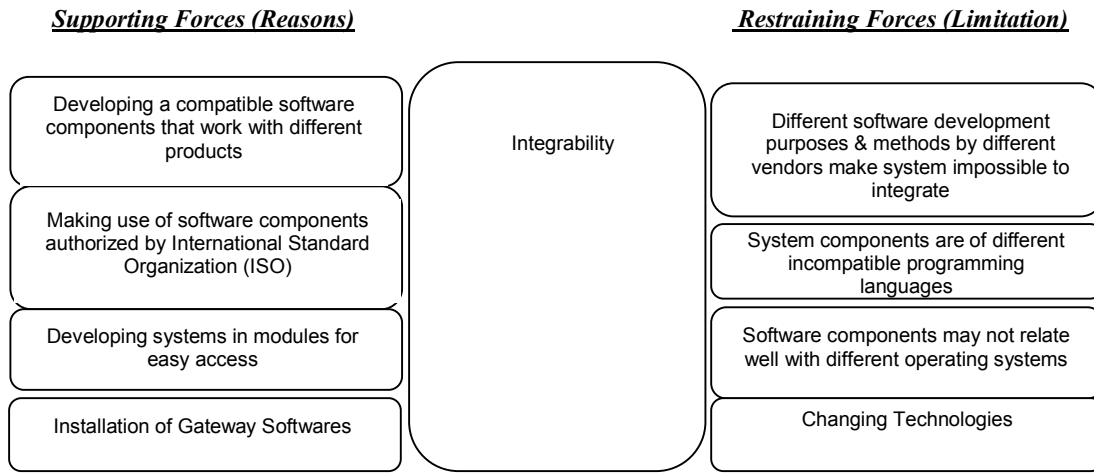 Supporting Forces (Reasons)
Restraining Forces (Limitation)
Developing a compatible software
components that work with different
products
Making use of software components
authorized by International Standard
Organization (ISO)
Developing systems in modules for
easy access
Installation of Gateway Softwares
Integrability
Different software development
purposes & methods by different
vendors make system impossible to
integrate
System components are of different
incompatible programming
languages
Software components may not relate
well with different operating systems
Changing Technologies